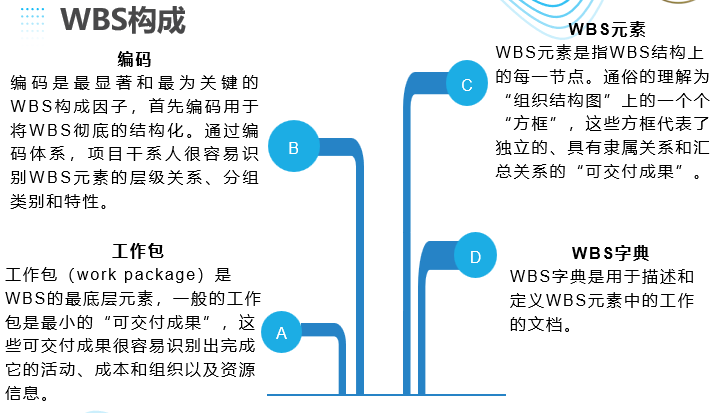 WBS构成
编码
编码是最显著和最为关键的
WBS构成因子，首先编码用于
将WBS彻底的结构化。通过编
码体系，项目干系人很容易识
别WBS元素的层级关系、分组
类别和特性。
工作包
工作包（work package）是
WBS的最底层元素，一般的工作
包是最小的“可交付成果”，这
些可交付成果很容易识别出完成
它的活动、成本和组织以及资源
信息。
B
A
C
D
WBS元素
WBS元素是指WBS结构上
的每一节点。通俗的理解为
“组织结构图”上的一个个
“方框”，这些方框代表了
独立的、具有隶属关系和汇
总关系的“可交付成果”。
WBS字典
WBS字典是用于描述和
定义WBS元素中的工作
的文档。